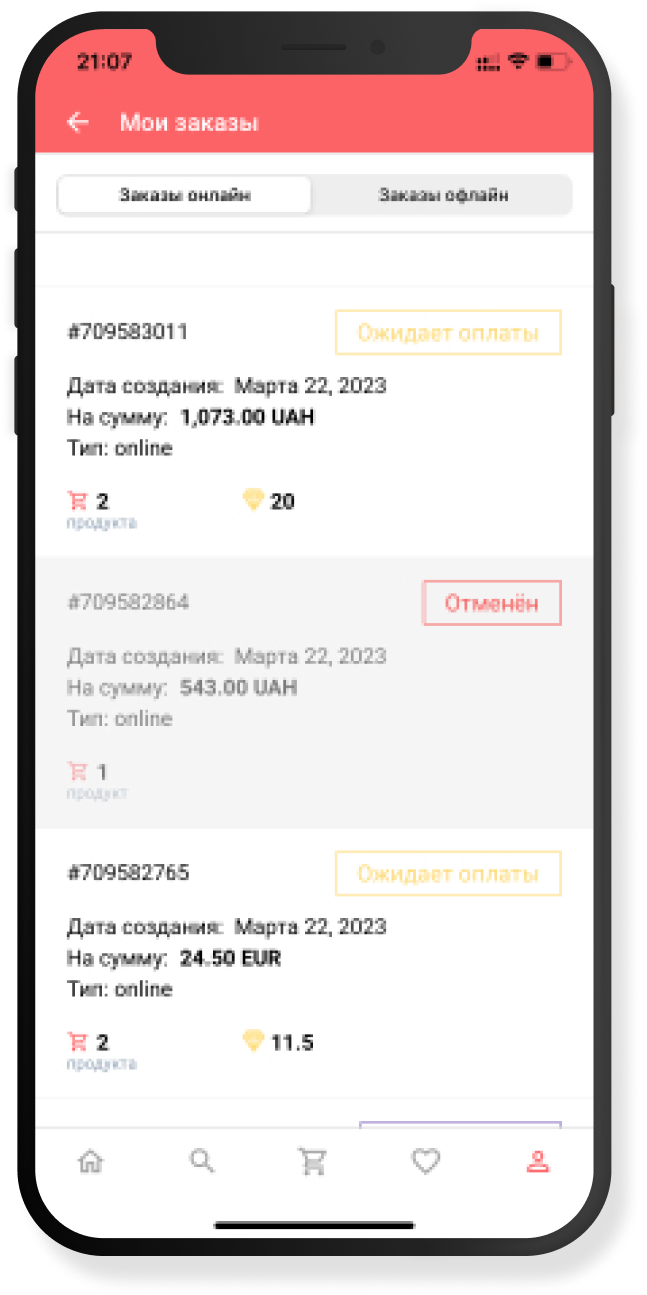 21:07
Мои заказы
Заказы онлайн
Заказы офлайн
#709583011
Ожидает оплаты
Дата создания: Марта 22, 2023
На сумму: 1,073.00 UAH
Тип: online
2
20
продукта
#709582864
Отменён
Дата создания: Марта 22, 2023
На сумму: 543.00 UAH
Тип: online
1
продукт
#709582765
Ожидает оплаты
Дата создания: Марта 22, 2023
На сумму: 24.50 EUR
Тип: online
2
11.5
продукта